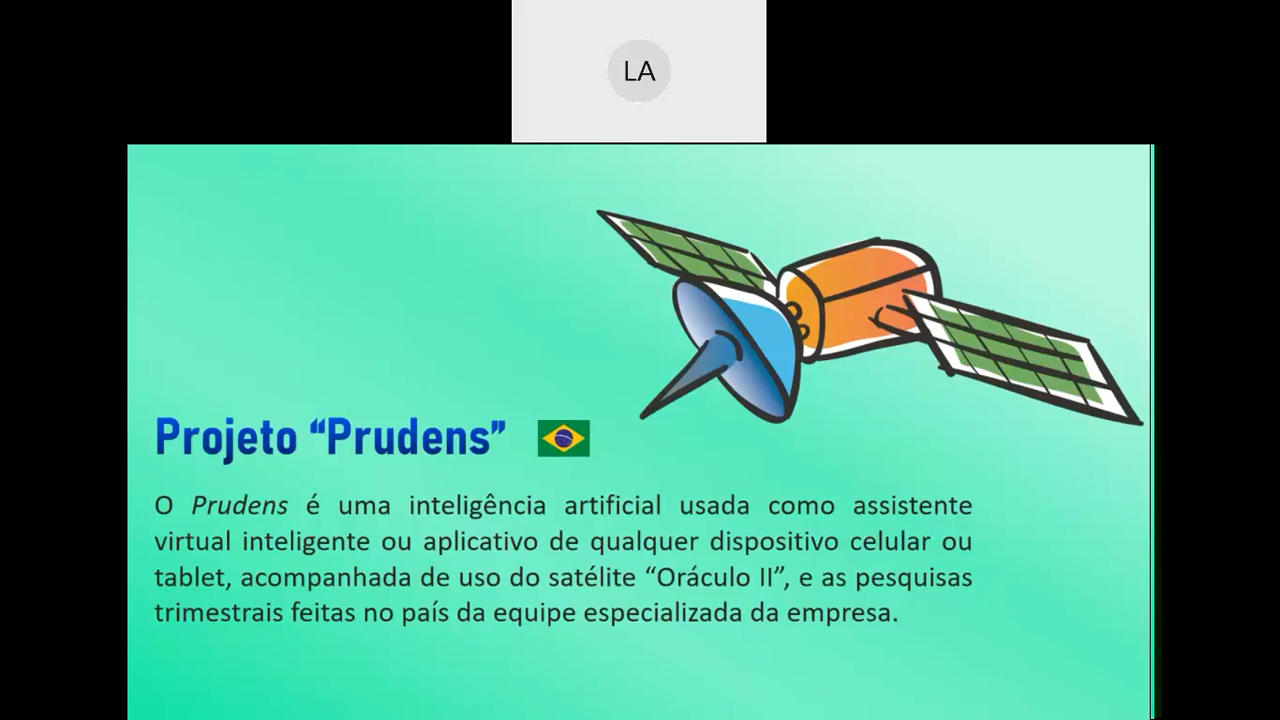 LA
Projeto “Prudens”
O Prudens é uma inteligência artificial usada como assistente
virtual inteligente ou aplicativo de qualquer dispositivo celular ou
tablet, acompanhada de uso do satélite “Oráculo II”, e as pesquisas
trimestrais feitas no país da equipe especializada da empresa.